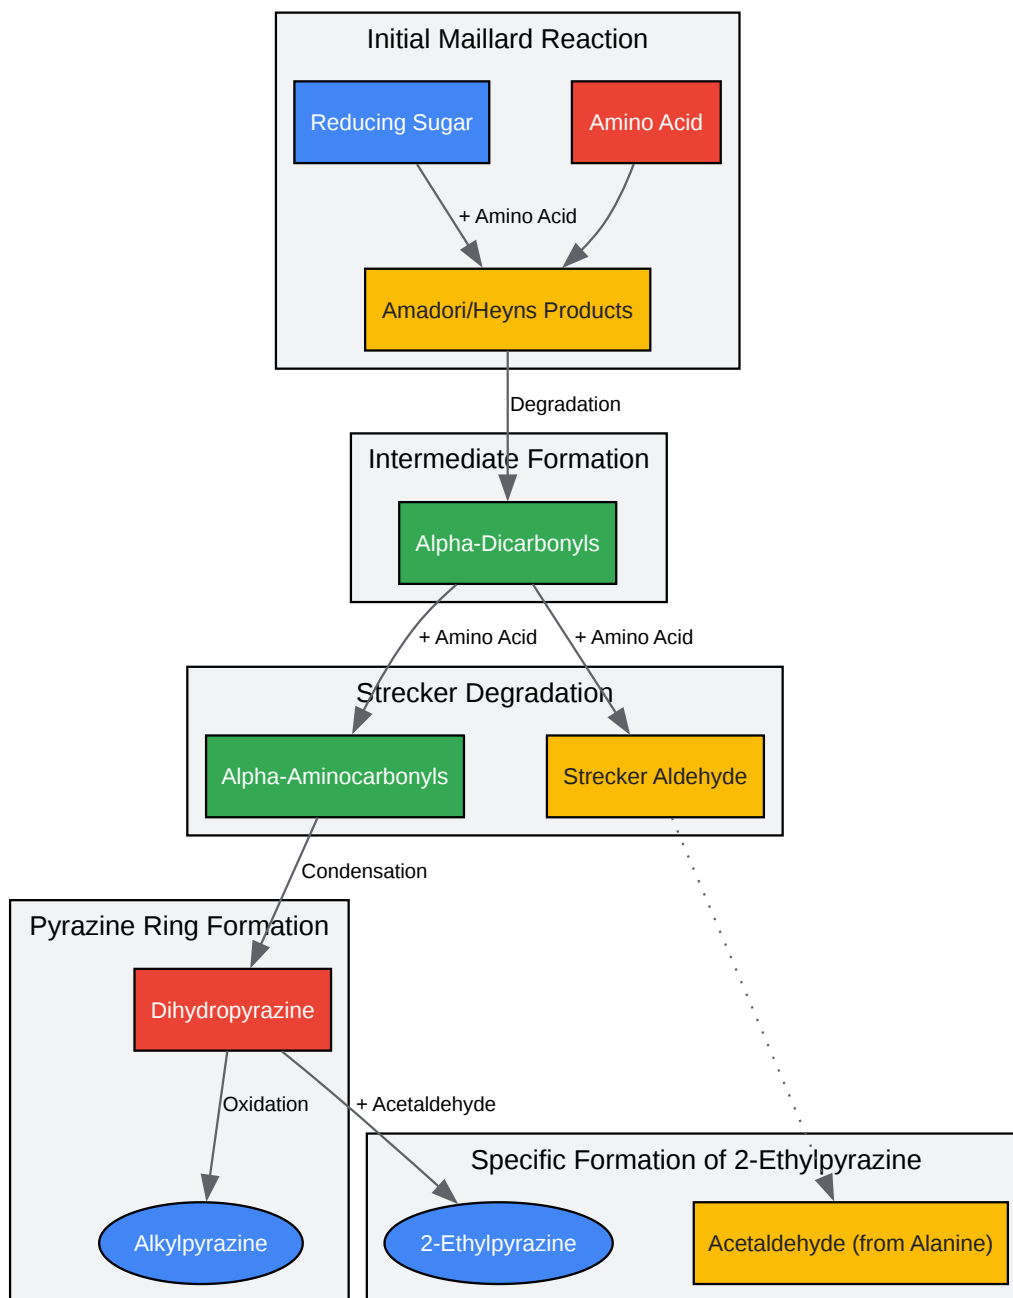 Initial Maillard Reaction
Reducing Sugar
Amino Acid
+ Amino Acid
Amadori/Heyns Products
Degradation
Intermediate Formation
Alpha-Dicarbonyls
+ Amino Acid
+ Amino Acid
Strecker Degradation
Alpha-Aminocarbonyls
Strecker Aldehyde
Condensation
Pyrazine Ring Formation
Dihydropyrazine
Oxidation
+ Acetaldehyde
Specific Formation of 2-Ethylpyrazine
Alkylpyrazine
2-Ethylpyrazine
Acetaldehyde (from Alanine)